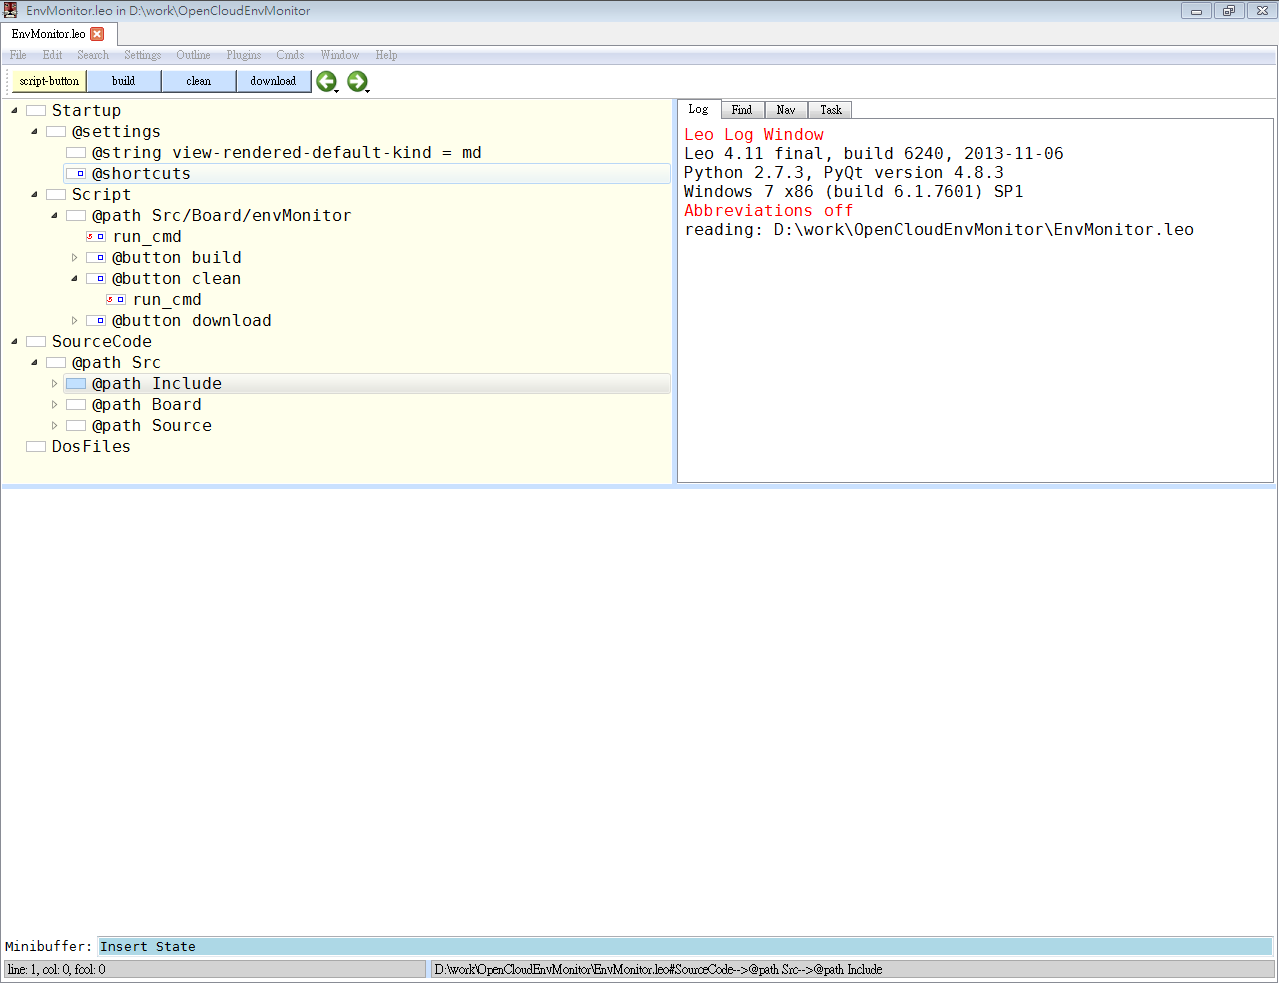 EnvMonitor.leo in D:\work\OpenCloudEnvMonitor
EnvMonitor.leo
File Edit Search Settings Outline Plugins Cmds Window Help
script-button build clean download
Startup
@settings
@string view-rendered-default-kind = md
@shortcuts
Script
@path Src/Board/envMonitor
run_cmd
@button build
@button clean
run_cmd
@button download
SourceCode
@path Src
@path Include
@path Board
@path Source
DosFiles
Log Find Nav Task
Leo Log Window
Leo 4.11 final, build 6240, 2013-11-06
Python 2.7.3, PyQt version 4.8.3
Windows 7 x86 (build 6.1.7601) SP1
Abbreviations off
reading: D:\work\OpenCloudEnvMonitor\EnvMonitor.leo
Minibuffer: Insert State
line: 1, col: 0, fcol: 0
D:\work\OpenCloudEnvMonitor\EnvMonitor.leo#SourceCode-->@path Src-->@path Include